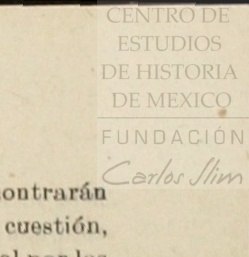 CENTRO DE
ESTUDIOS
DE HISTORIA
DE MEXICO
FUNDACIÓN
Carlos Slim
ontrarán
cuestión,